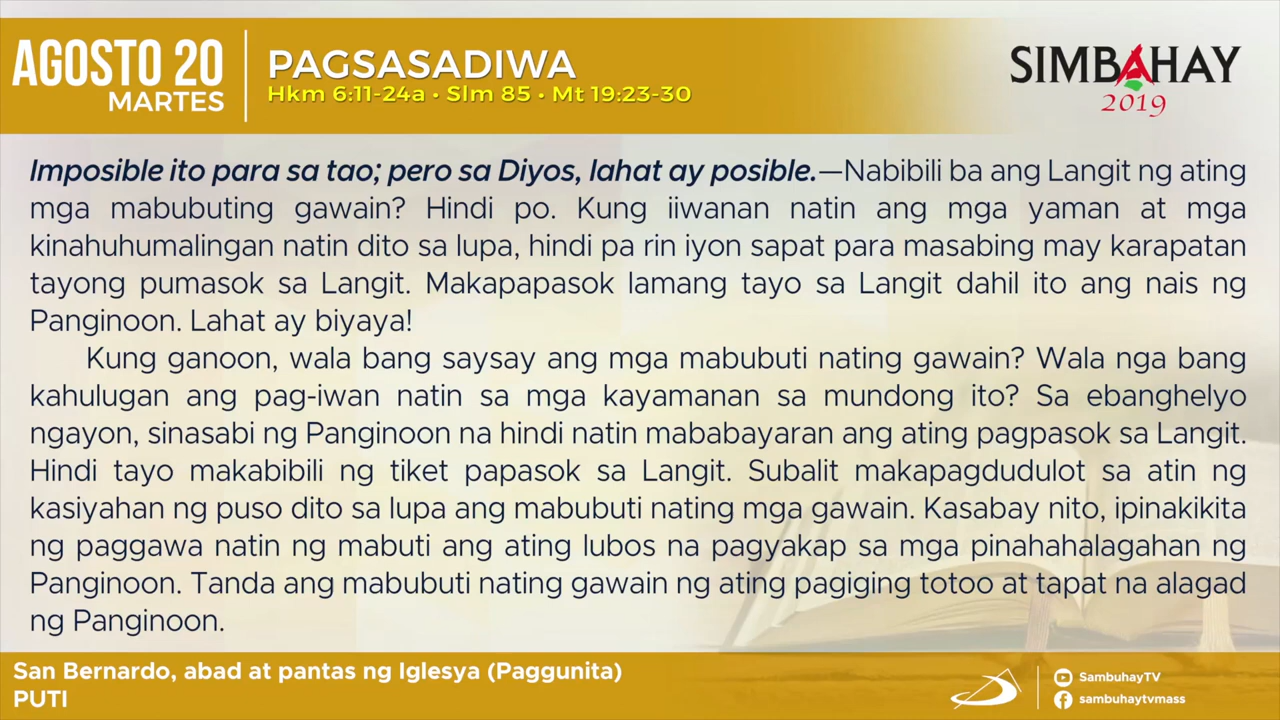 AGOSTO 20
MARTES
PAGSASADIWA
Hkm 6:11-24a • Slm 85 • Mt 19:23-30
SIMBAHAY
2019
Imposible ito para sa tao; pero sa Diyos, lahat ay posible.—Nabibili ba ang Langit ng ating
mga mabubuting gawain? Hindi po. Kung iiwanan natin ang mga yaman at mga
kinahuhumalingan natin dito sa lupa, hindi pa rin iyon sapat para masabing may karapatan
tayong pumasok sa Langit. Makapapasok lamang tayo sa Langit dahil ito ang nais ng
Panginoon. Lahat ay biyaya!
Kung ganoon, wala bang saysay ang mga mabubuti nating gawain? Wala nga bang
kahulugan ang pag-iwan natin sa mga kayamanan sa mundong ito? Sa ebanghelyo
ngayon, sinasabi ng Panginoon na hindi natin mababayaran ang ating pagpasok sa Langit.
Hindi tayo makabibili ng tiket papasok sa Langit. Subalit makapagdudulot sa atin ng
kasiyahan ng puso dito sa lupa ang mabubuti nating mga gawain. Kasabay nito, ipinakikita
ng paggawa natin ng mabuti ang ating lubos na pagyakap sa mga pinahahalagahan ng
Panginoon. Tanda ang mabubuti nating gawain ng ating pagiging totoo at tapat na alagad
ng Panginoon.
San Bernardo, abad at pantas ng Iglesya (Paggunita)
PUTI
SambuhayTV
sambuhaytvmass